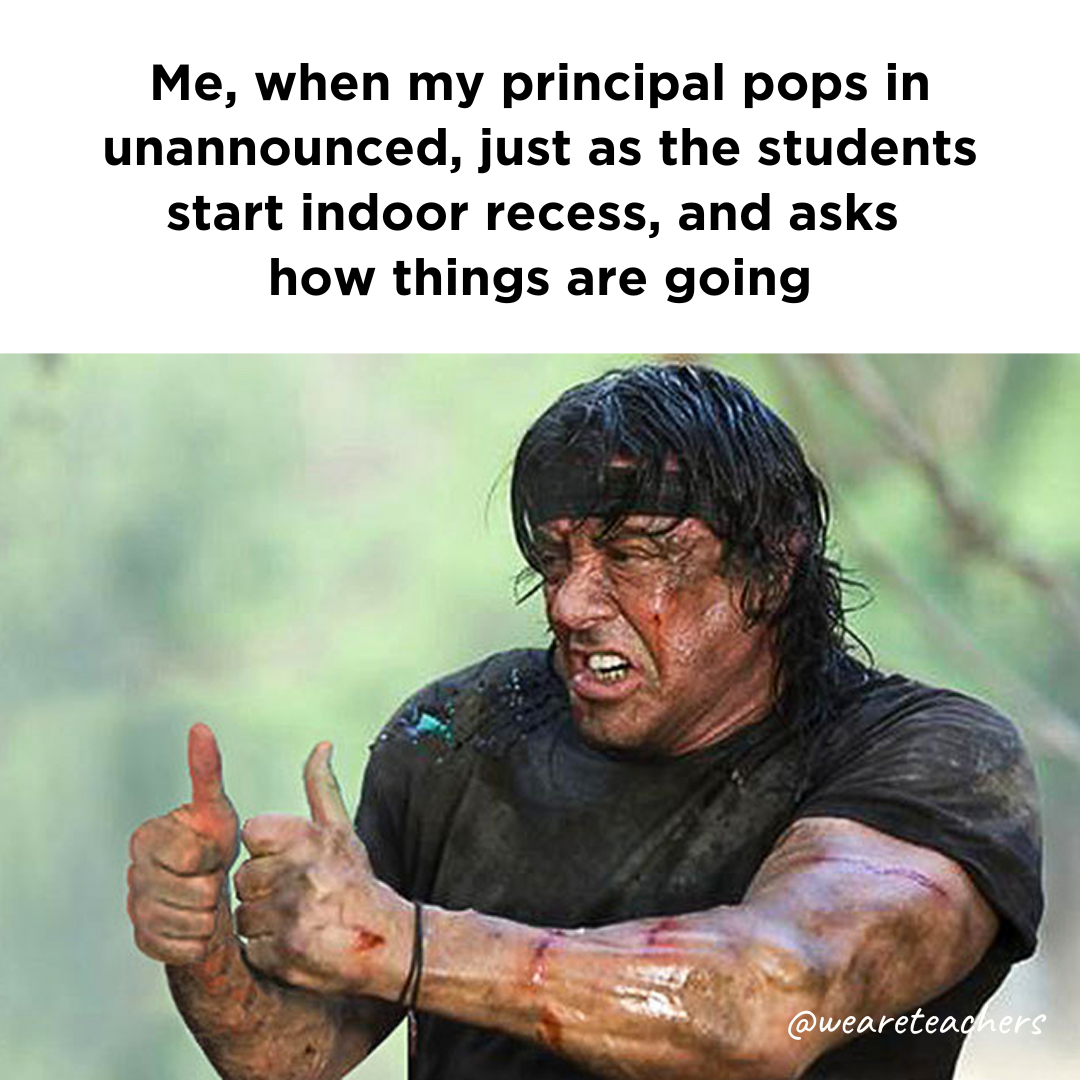 Me, when my principal pops in
unannounced, just as the students
start indoor recess, and asks
how things are going
@weareteachers